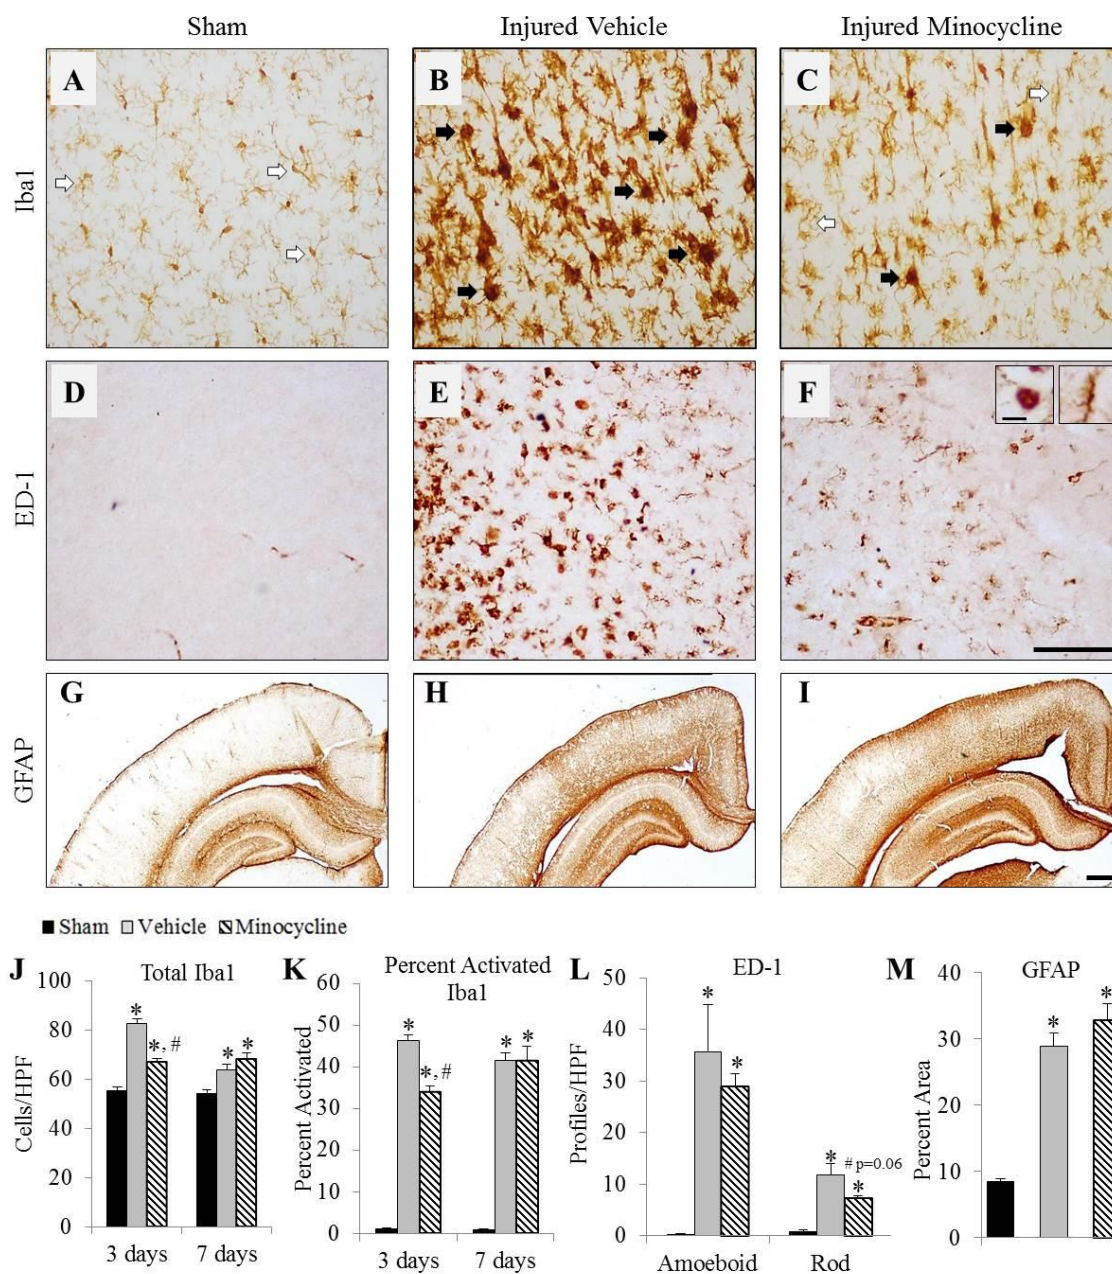 Sham Injured Vehicle Injured Minocycline
A B C
Iba1
D E F
ED-1
G H I
GFAP
Sham Vehicle Minocycline
J Total Iba1
Cells/HPF
100
80
60
40
20
0
* *, # * *
3 days 7 days
K Percent Activated
Iba1
Percent Activated
60
50
40
30
20
10
0
* *, # * *
3 days 7 days
L ED-1
Profiles/HPF
50
40
30
20
10
0
* * * # p=0.06
*
Amoeboid Rod
M GFAP
Percent Area
40
30
20
10
0
* *